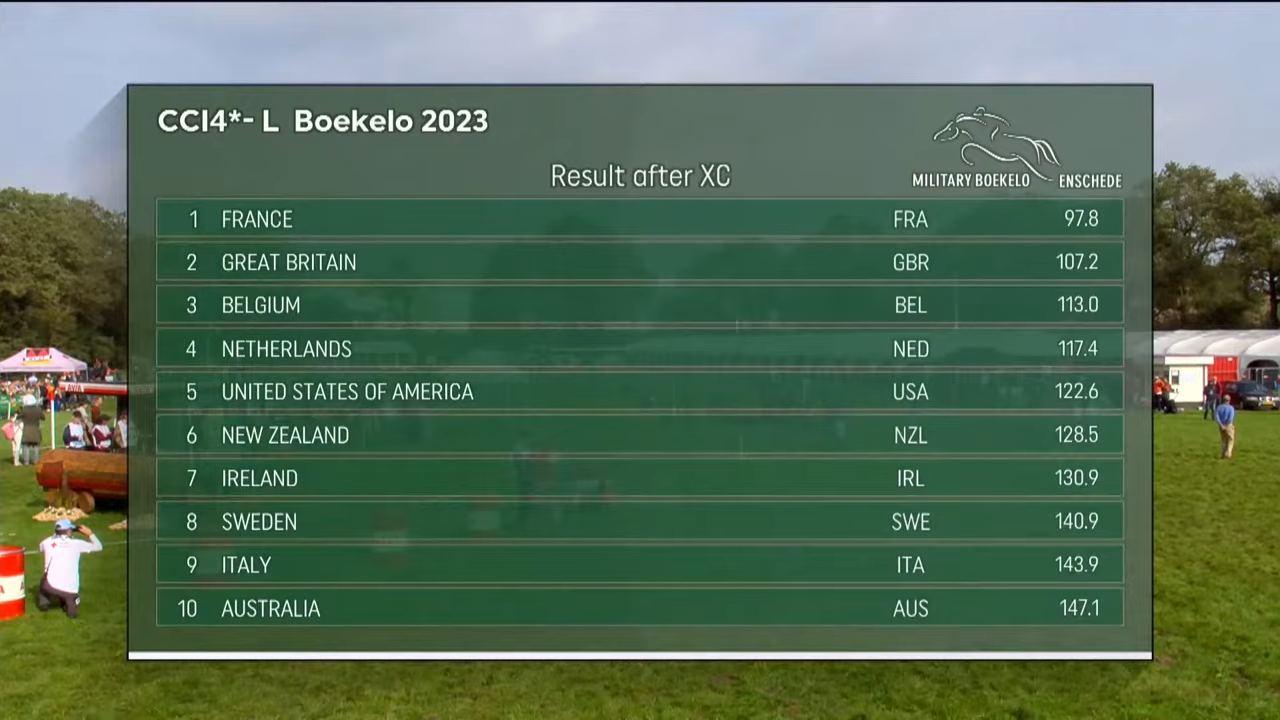 CCI4*- L Boekelo 2023
Result after XC
MILITARY BOEKELO ENSCHEDE
1 FRANCE FRA 97.8
2 GREAT BRITAIN GBR 107.2
3 BELGIUM BEL 113.0
4 NETHERLANDS NED 117.4
5 UNITED STATES OF AMERICA USA 122.6
6 NEW ZEALAND NZL 128.5
7 IRELAND IRL 130.9
8 SWEDEN SWE 140.9
9 ITALY ITA 143.9
10 AUSTRALIA AUS 147.1